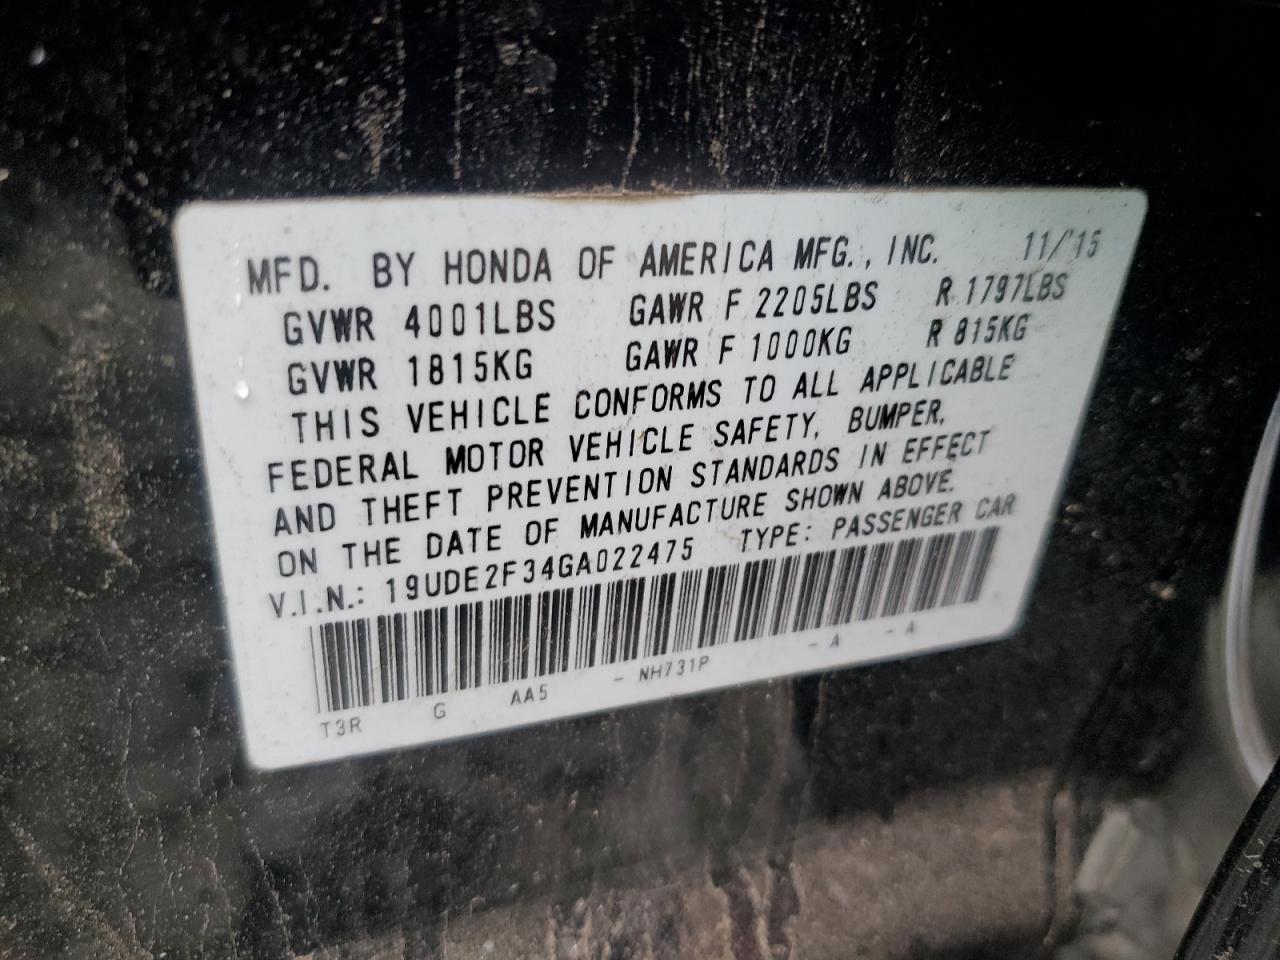 MFD. BY HONDA OF AMERICA MFG., INC. 11/'15
GVWR 4001LBS GAWR F 2205LBS R 1797LBS
GVWR 1815KG GAWR F 1000KG R 815KG
THIS VEHICLE CONFORMS TO ALL APPLICABLE
FEDERAL MOTOR VEHICLE SAFETY, BUMPER,
AND THEFT PREVENTION STANDARDS IN EFFECT
ON THE DATE OF MANUFACTURE SHOWN ABOVE.
V.I.N.: 19UDE2F34GA022475 TYPE: PASSENGER CAR
T3R G AA5 - NH731P - A - A